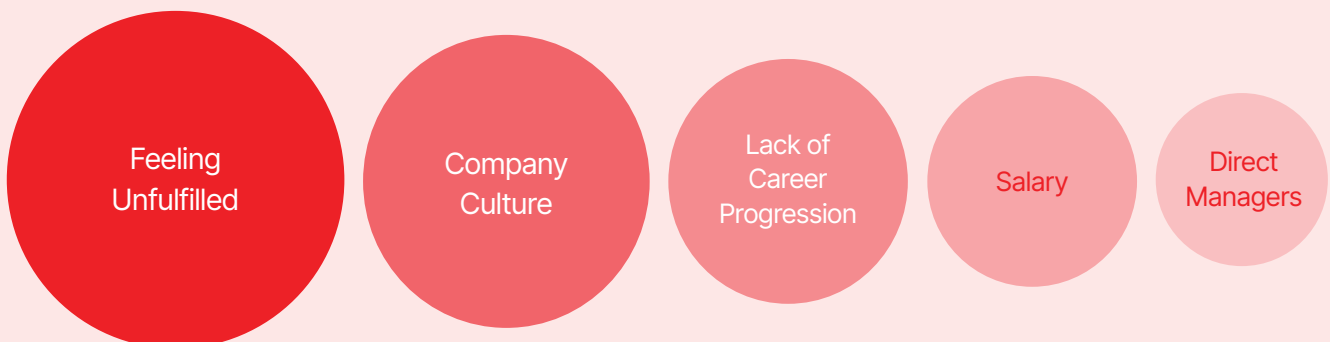 Feeling
Unfulfilled
Company
Culture
Lack of
Career
Progression
Salary
Direct
Managers